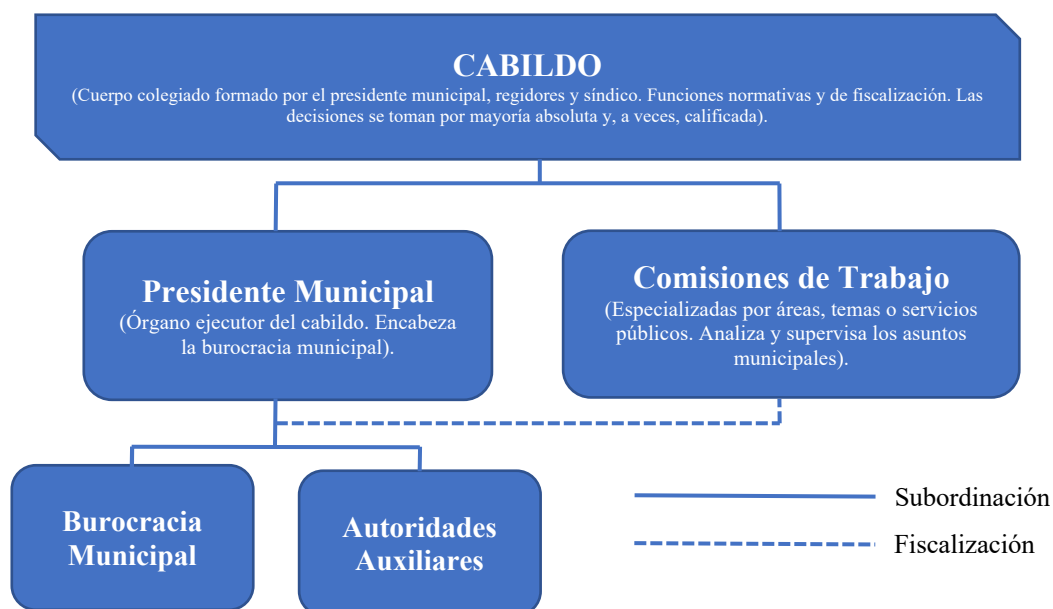 CABILDO
(Cuerpo colegiado formado por el presidente municipal, regidores y síndico. Funciones normativas y de fiscalización. Las
decisiones se toman por mayoría absoluta y, a veces, calificada).
Presidente Municipal
(Órgano ejecutor del cabildo. Encabeza
la burocracia municipal).
Comisiones de Trabajo
(Especializadas por áreas, temas o servicios
públicos. Analiza y supervisa los asuntos
municipales).
Burocracia
Municipal
Autoridades
Auxiliares
Subordinación
Fiscalización